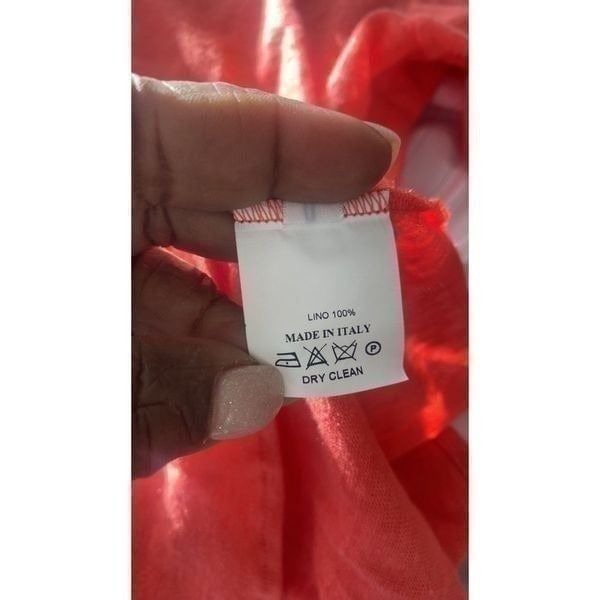 LINO 100%
MADE IN ITALY
P
DRY CLEAN